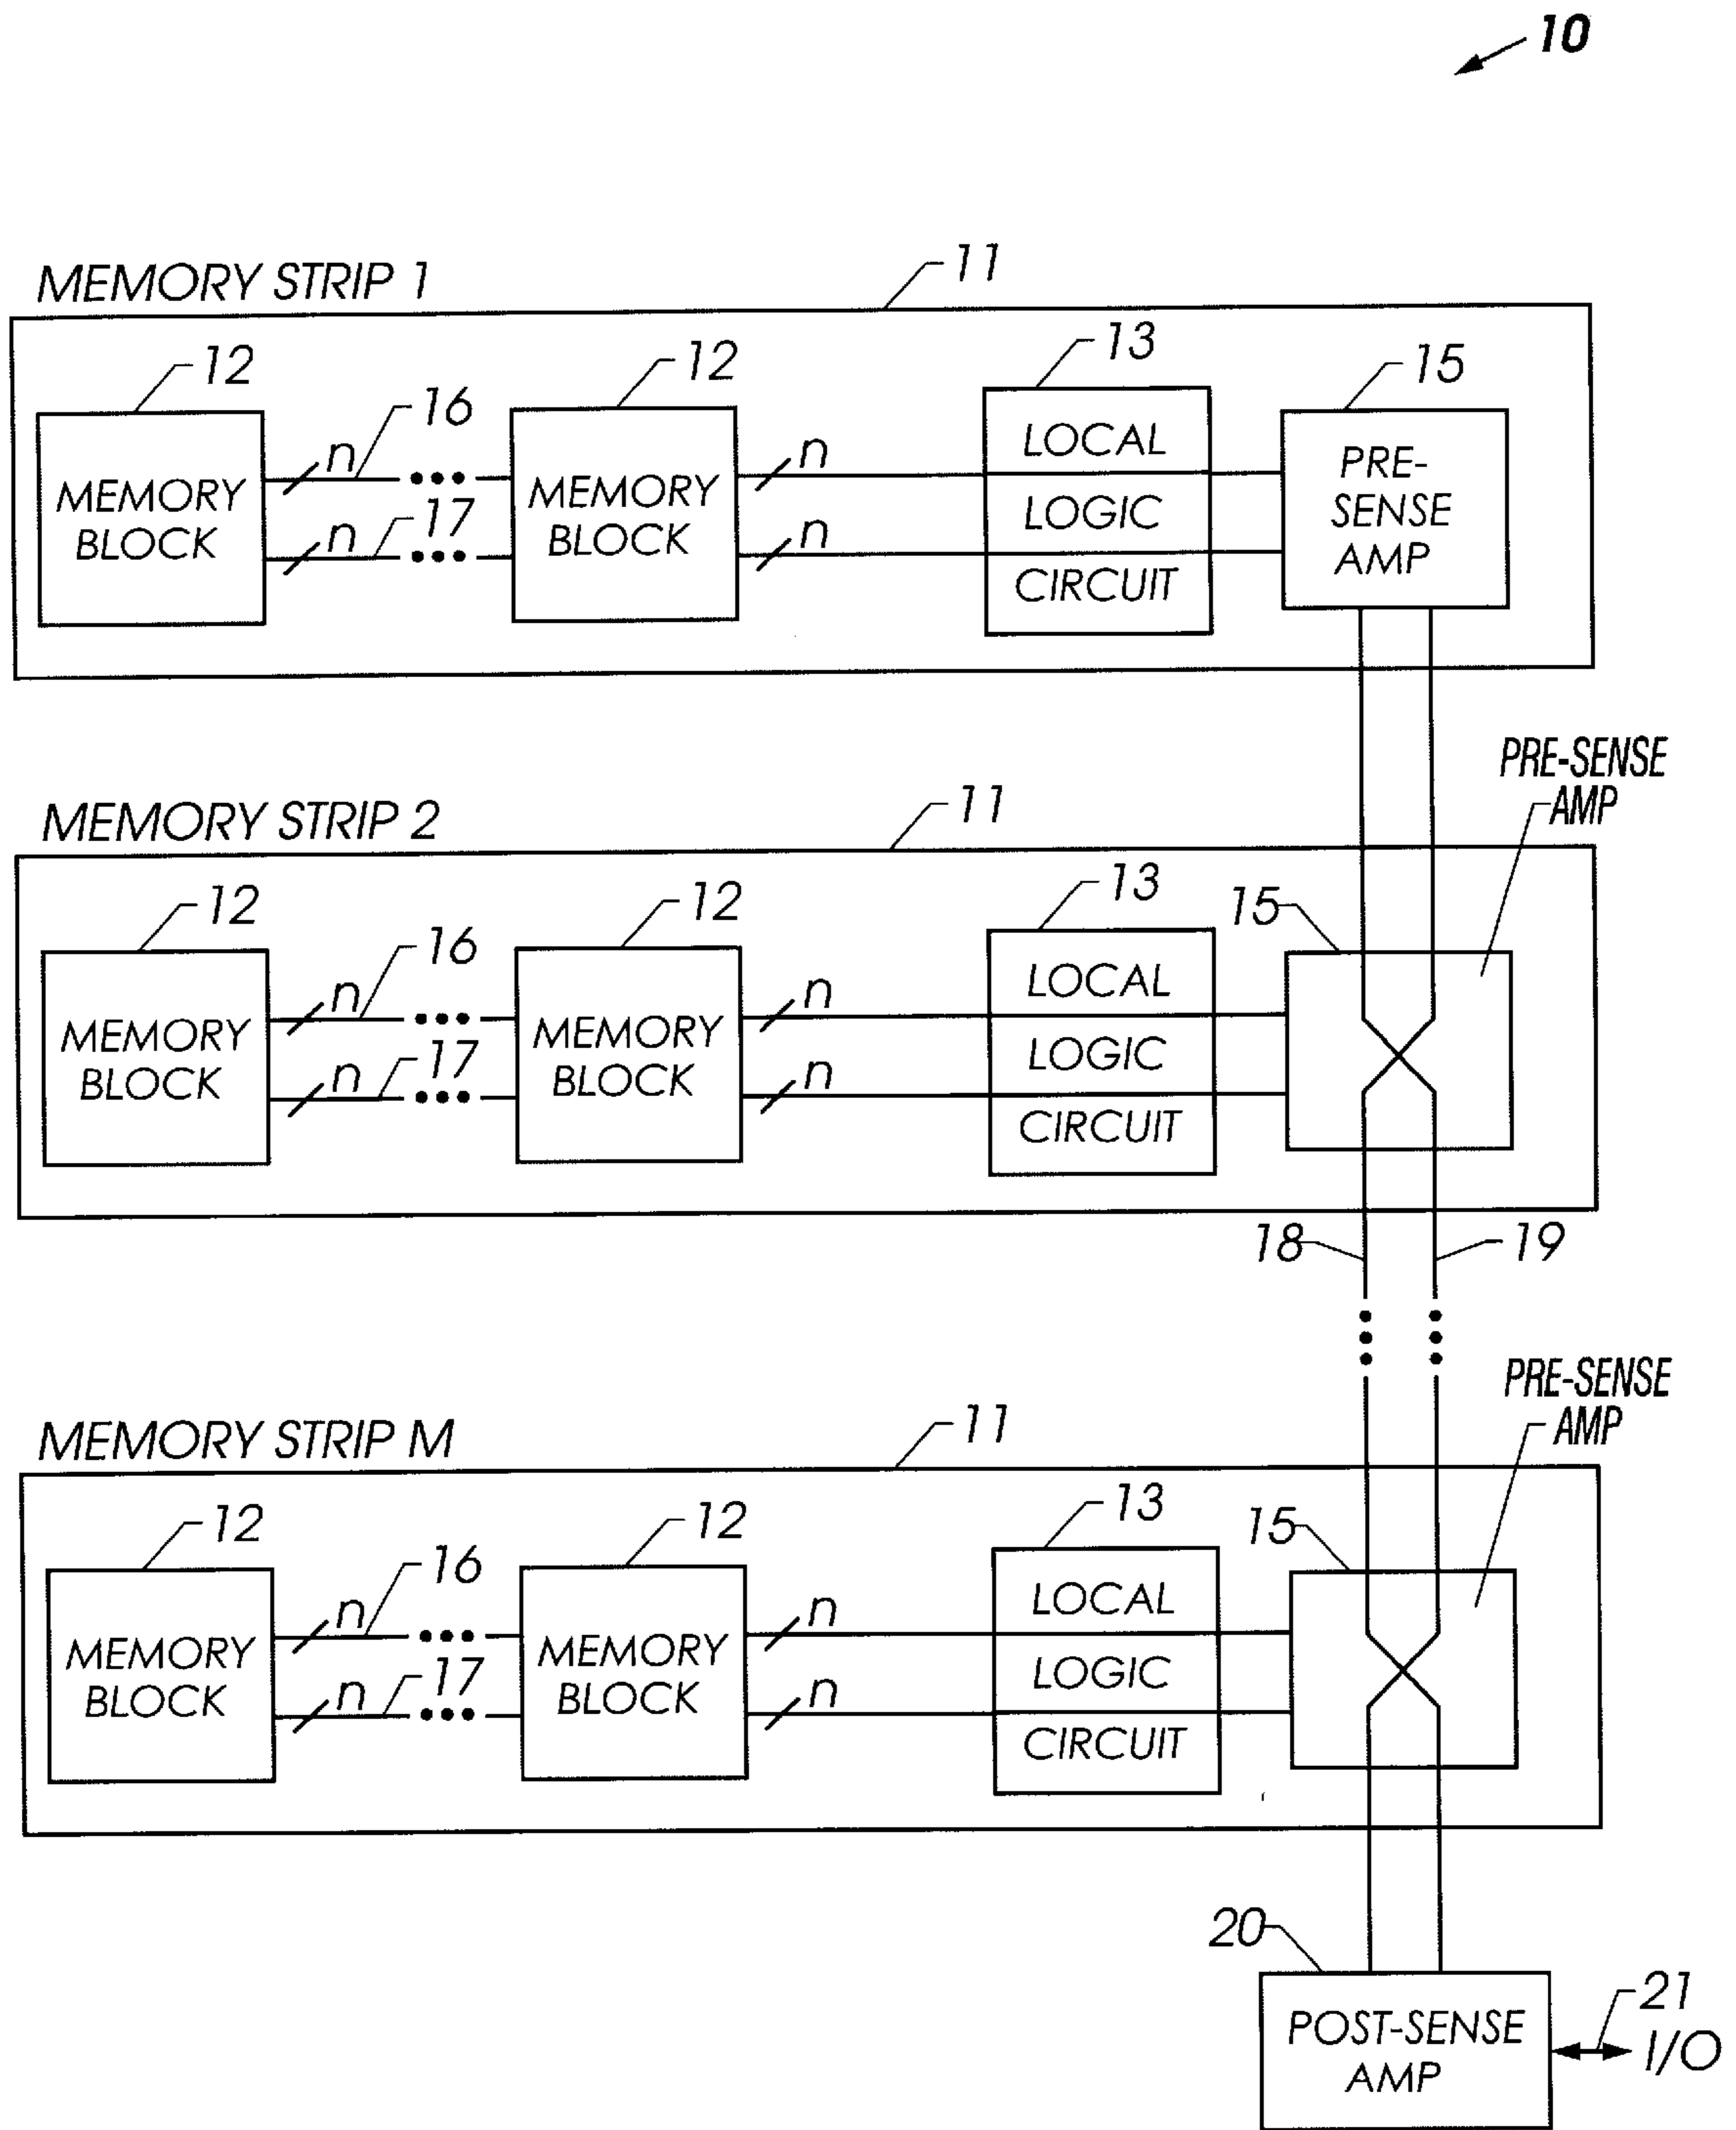 10
MEMORY STRIP 1
11
12
12
13
15
16
n
n
17
n
n
MEMORY
BLOCK
MEMORY
BLOCK
LOCAL
LOGIC
CIRCUIT
PRE-
SENSE
AMP
PRE-SENSE
AMP
MEMORY STRIP 2
11
12
12
13
15
16
n
n
17
n
n
MEMORY
BLOCK
MEMORY
BLOCK
LOCAL
LOGIC
CIRCUIT
18
19
PRE-SENSE
AMP
MEMORY STRIP M
11
12
12
13
15
16
n
n
17
n
n
MEMORY
BLOCK
MEMORY
BLOCK
LOCAL
LOGIC
CIRCUIT
20
POST-SENSE
AMP
21
I/O